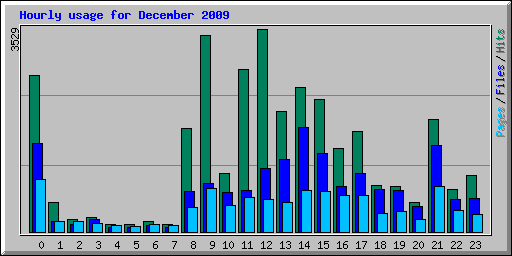 Hourly usage for December 2009
3529
Pages / Files / Hits
0 1 2 3 4 5 6 7 8 9 10 11 12 13 14 15 16 17 18 19 20 21 22 23